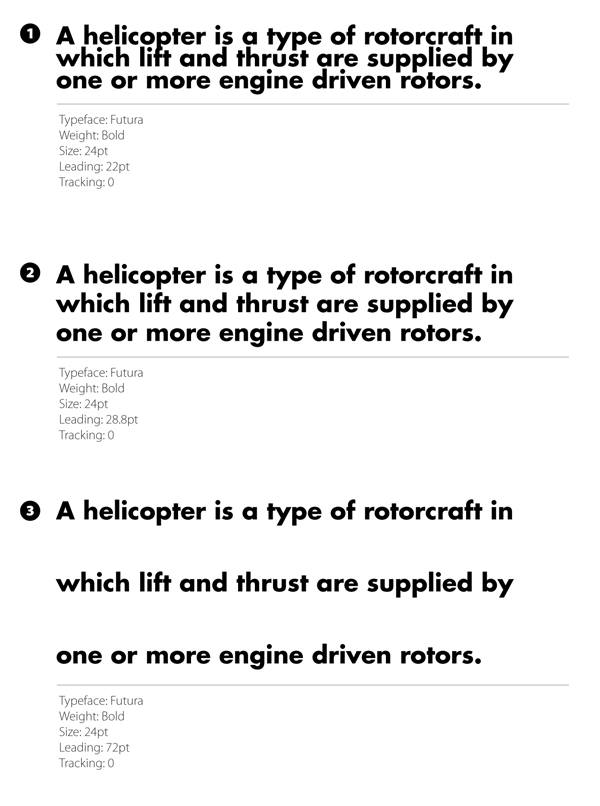 1 A helicopter is a type of rotorcraft in
which lift and thrust are supplied by
one or more engine driven rotors.
Typeface: Futura
Weight: Bold
Size: 24pt
Leading: 22pt
Tracking: 0
2 A helicopter is a type of rotorcraft in
which lift and thrust are supplied by
one or more engine driven rotors.
Typeface: Futura
Weight: Bold
Size: 24pt
Leading: 28.8pt
Tracking: 0
3 A helicopter is a type of rotorcraft in
which lift and thrust are supplied by
one or more engine driven rotors.
Typeface: Futura
Weight: Bold
Size: 24pt
Leading: 72pt
Tracking: 0